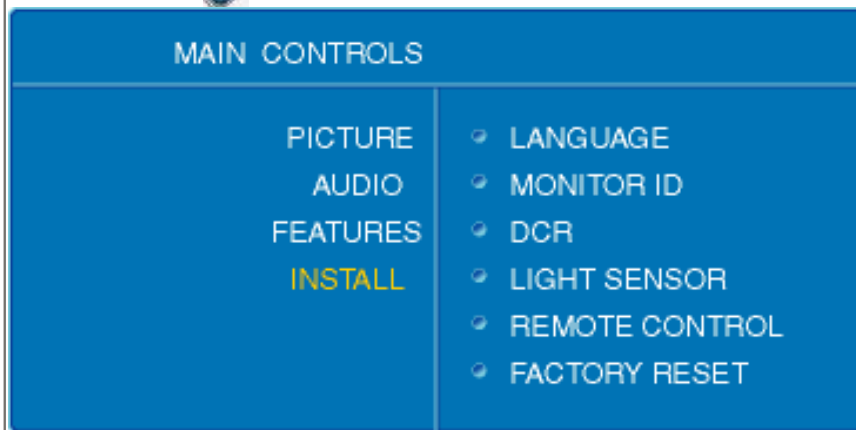 MAIN CONTROLS
PICTURE
AUDIO
FEATURES
INSTALL
LANGUAGE
MONITOR ID
DCR
LIGHT SENSOR
REMOTE CONTROL
FACTORY RESET